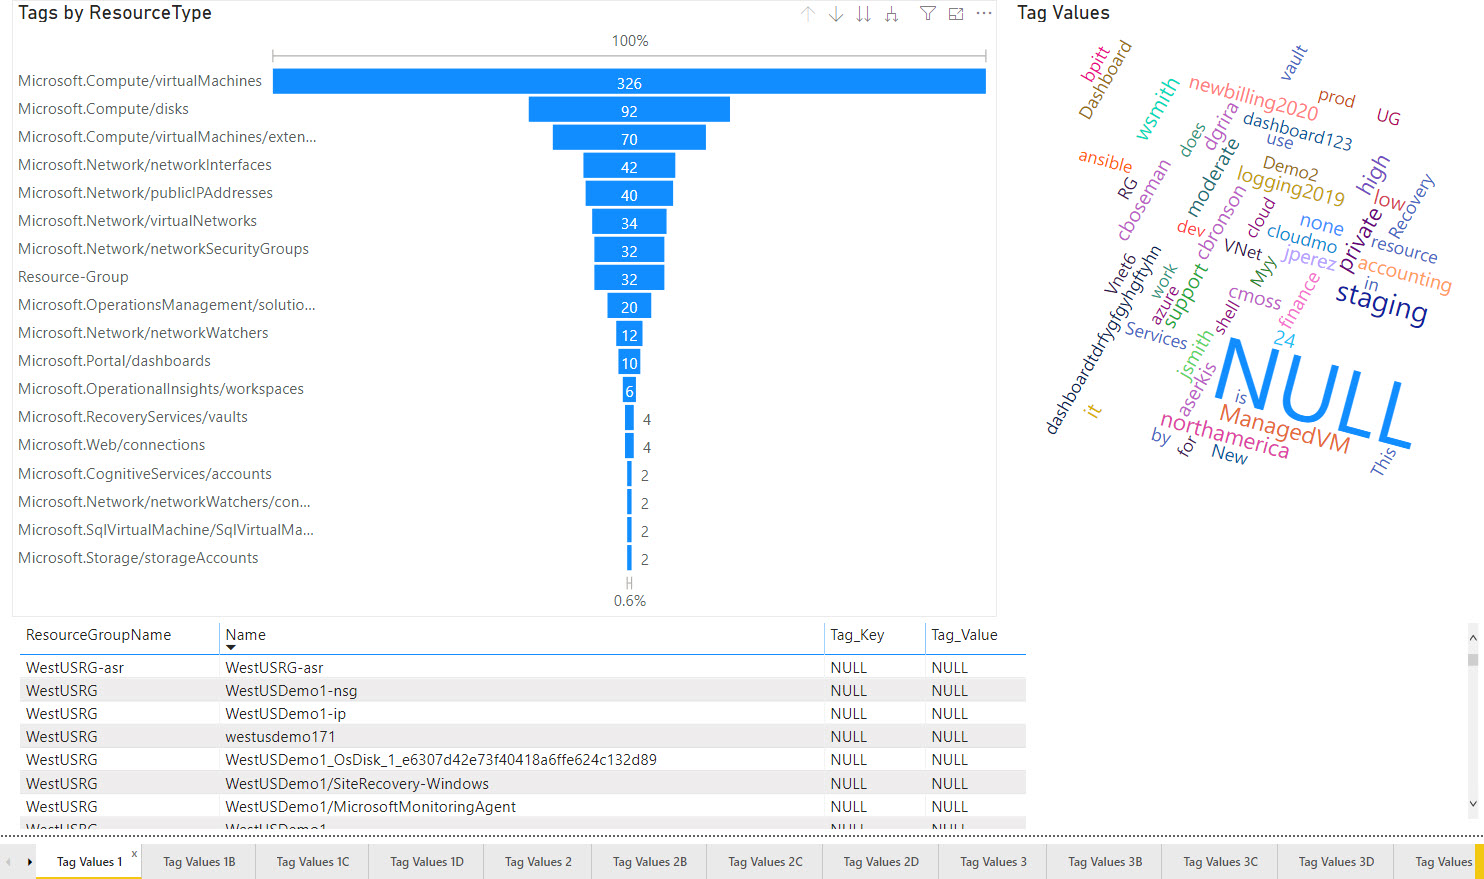 Tags by ResourceType
100%
Microsoft.Compute/virtualMachines 326
Microsoft.Compute/disks 92
Microsoft.Compute/virtualMachines/exten... 70
Microsoft.Network/networkInterfaces 42
Microsoft.Network/publicIPAddresses 40
Microsoft.Network/virtualNetworks 34
Microsoft.Network/networkSecurityGroups 32
Resource-Group 32
Microsoft.OperationsManagement/solutio... 20
Microsoft.Network/networkWatchers 12
Microsoft.Portal/dashboards 10
Microsoft.OperationalInsights/workspaces 6
Microsoft.RecoveryServices/vaults 4
Microsoft.Web/connections 4
Microsoft.CognitiveServices/accounts 2
Microsoft.Network/networkWatchers/con... 2
Microsoft.SqlVirtualMachine/SqlVirtualMa... 2
Microsoft.Storage/storageAccounts 2
0.6%
Tag Values
bpitt
Dashboard
vault
wsmith
newbilling2020
prod
UG
does
dgrira
dashboard123
use
ansible
RG
cboseman
moderate
Demo2
logging2019
high
low
Recovery
dev
cbronson
cloud
none
cloudmo
private
resource
VNet
jperez
accounting
Vnet6
work
Myy
in
staging
azure
support
cmoss
finance
shell
dashboardtdrfygfgyhgftyhn
Services
24
jsmith
NULL
aserkis
is
it
ManagedVM
northamerica
by
for
New
This
ResourceGroupName Name Tag_Key Tag_Value
WestUSRG-asr WestUSRG-asr NULL NULL
WestUSRG WestUSDemo1-nsg NULL NULL
WestUSRG WestUSDemo1-ip NULL NULL
WestUSRG westusdemo171 NULL NULL
WestUSRG WestUSDemo1_OsDisk_1_e6307d42e73f40418a6ffe624c132d89 NULL NULL
WestUSRG WestUSDemo1/SiteRecovery-Windows NULL NULL
WestUSRG WestUSDemo1/MicrosoftMonitoringAgent NULL NULL
WestUSRG WestUSDemo1 NULL NULL
Tag Values 1 x Tag Values 1B Tag Values 1C Tag Values 1D Tag Values 2 Tag Values 2B Tag Values 2C Tag Values 2D Tag Values 3 Tag Values 3B Tag Values 3C Tag Values 3D Tag Values